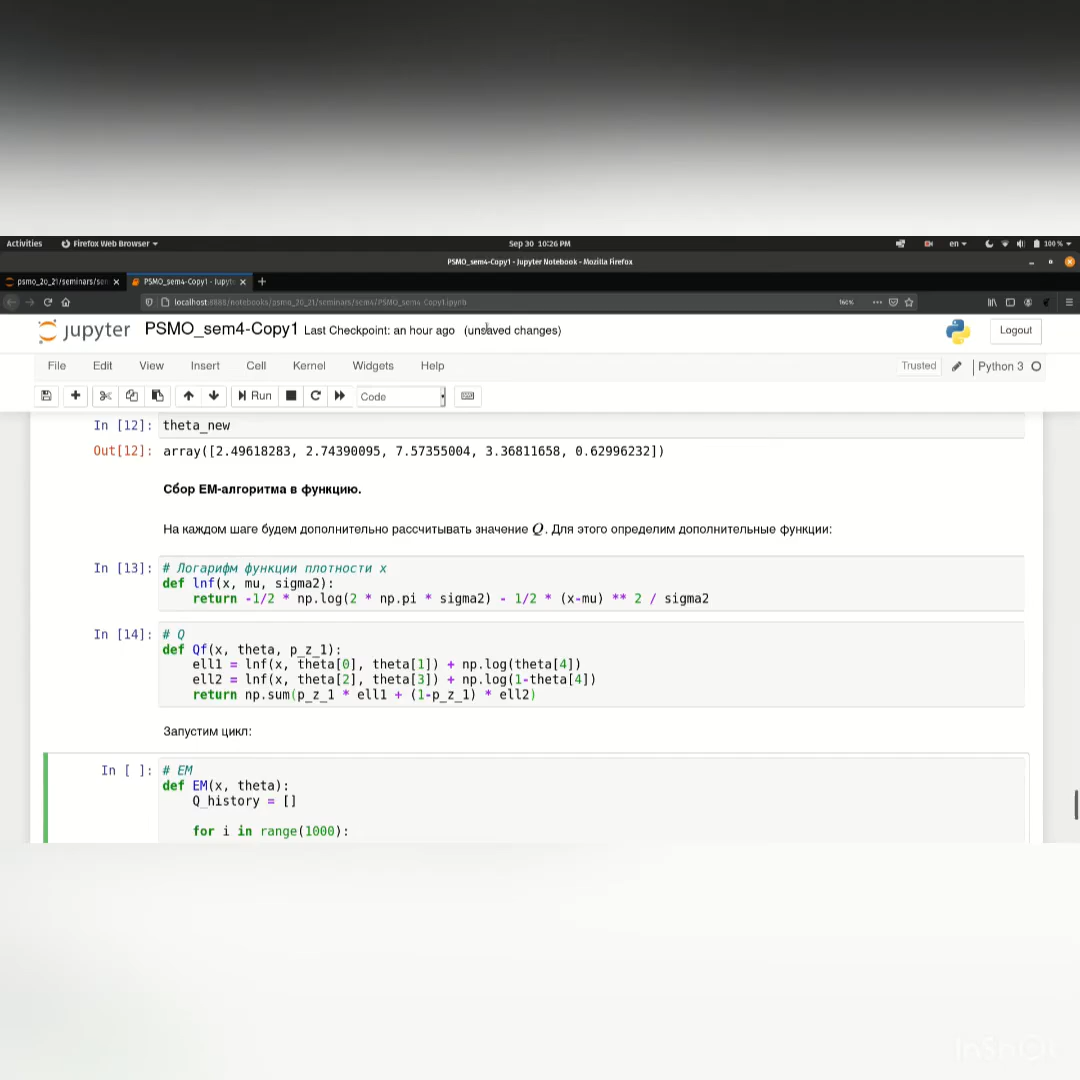 Activities Firefox Web Browser Sep 30 10:26 PM en 100 %
PSMO_sem4-Copy1 - Jupyter Notebook - Mozilla Firefox
psmo_20_21/seminars/sem PSMO_sem4-Copy1 - Jupyte
localhost:8888/notebooks/psmo_20_21/seminars/sem4/PSMO_sem4-Copy1.ipynb
jupyter PSMO_sem4-Copy1 Last Checkpoint: an hour ago (unsaved changes) Logout
File Edit View Insert Cell Kernel Widgets Help Trusted Python 3
Run Code
In [12]: theta_new
Out[12]: array([2.49618283, 2.74390095, 7.57355004, 3.36811658, 0.62996232])
Сбор ЕМ-алгоритма в функцию.
На каждом шаге будем дополнительно рассчитывать значение Q. Для этого определим дополнительные функции:
In [13]: # Логарифм функции плотности x
def lnf(x, mu, sigma2):
return -1/2 * np.log(2 * np.pi * sigma2) - 1/2 * (x-mu) ** 2 / sigma2
In [14]: # Q
def Qf(x, theta, p_z_1):
ell1 = lnf(x, theta[0], theta[1]) + np.log(theta[4])
ell2 = lnf(x, theta[2], theta[3]) + np.log(1-theta[4])
return np.sum(p_z_1 * ell1 + (1-p_z_1) * ell2)
Запустим цикл:
In [ ]: # EM
def EM(x, theta):
Q_history = []
for i in range(1000):
InShot